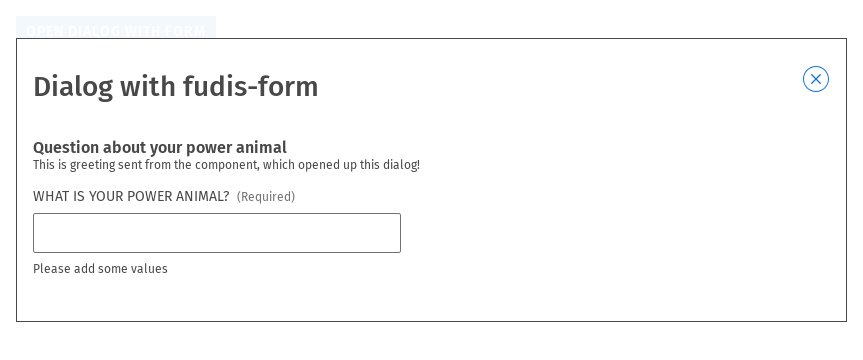 OPEN DIALOG WITH FORM
Dialog with fudis-form
Question about your power animal
This is greeting sent from the component, which opened up this dialog!
WHAT IS YOUR POWER ANIMAL? (Required)
Please add some values